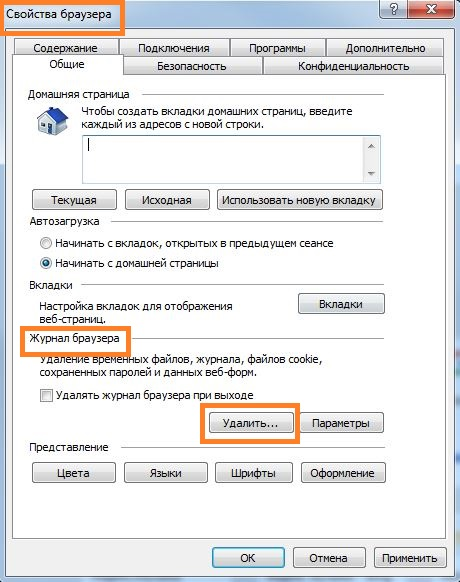 Свойства браузера
Содержание Подключения Программы Дополнительно
Общие Безопасность Конфиденциальность
Домашняя страница
Чтобы создать вкладки домашних страниц, введите
каждый из адресов с новой строки.
Текущая Исходная Использовать новую вкладку
Автозагрузка
Начинать с вкладок, открытых в предыдущем сеансе
Начинать с домашней страницы
Вкладки
Настройка вкладок для отображения
веб-страниц.
Вкладки
Журнал браузера
Удаление временных файлов, журнала, файлов cookie,
сохраненных паролей и данных веб-форм.
Удалять журнал браузера при выходе
Удалить... Параметры
Представление
Цвета Языки Шрифты Оформление
ОК Отмена Применить